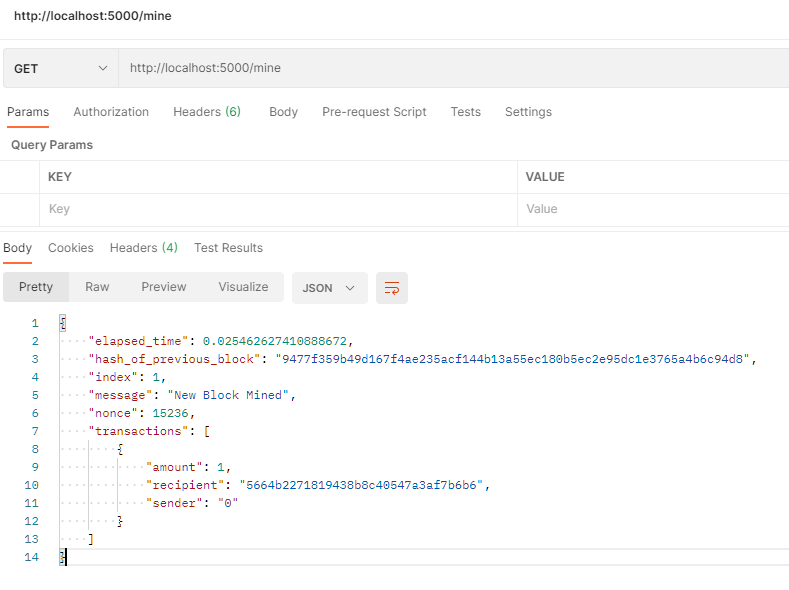 http://localhost:5000/mine
GET http://localhost:5000/mine
Params Authorization Headers (6) Body Pre-request Script Tests Settings
Query Params
KEY VALUE
Key Value
Body Cookies Headers (4) Test Results
Pretty Raw Preview Visualize JSON
1 {
2 "elapsed_time": 0.025462627410888672,
3 "hash_of_previous_block": "9477f359b49d167f4ae235acf144b13a55ec180b5ec2e95dc1e3765a4b6c94d8",
4 "index": 1,
5 "message": "New Block Mined",
6 "nonce": 15236,
7 "transactions": [
8 {
9 "amount": 1,
10 "recipient": "5664b2271819438b8c40547a3af7b6b6",
11 "sender": "0"
12 }
13 ]
14 }